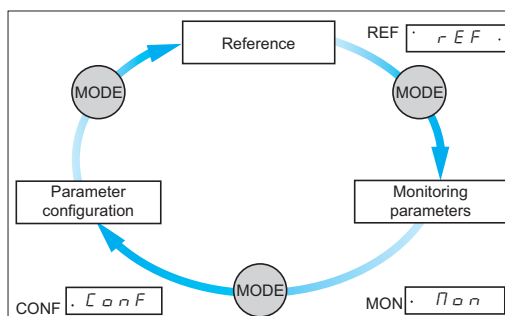 Reference
REF rEF
MODE
MODE
Parameter
configuration
Monitoring
parameters
MODE
CONF ConF
MON Mon